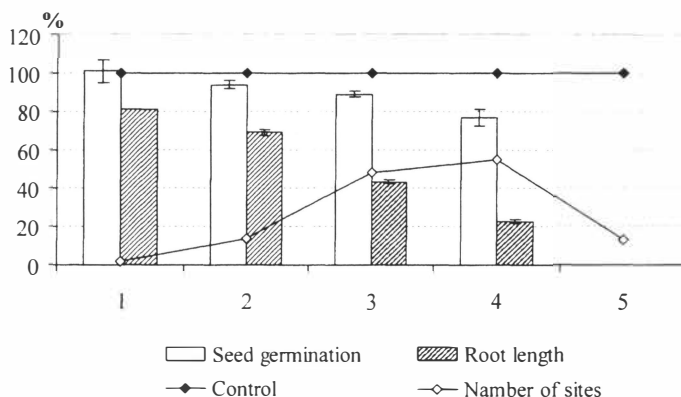 %
120
100
80
60
40
20
0
1 2 3 4 5
Seed germination Root length
Control Namber of sites